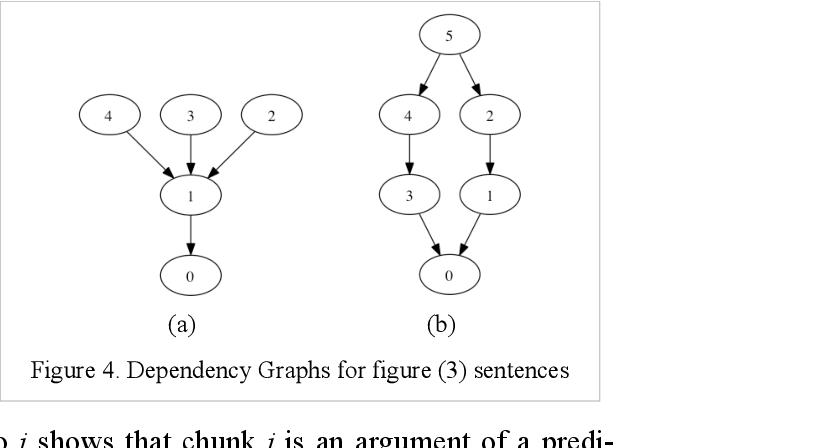 5
4 3 2 4 2
1 3 1
0 0
(a) (b)
Figure 4. Dependency Graphs for figure (3) sentences
j shows that chunk i is an argument of a predi-